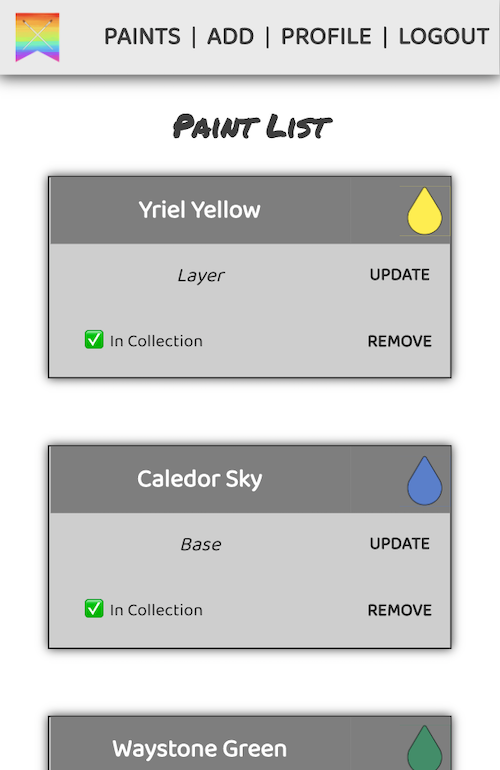 PAINTS | ADD | PROFILE | LOGOUT
Paint List
Yriel Yellow
Layer
UPDATE
In Collection
REMOVE
Caledor Sky
Base
UPDATE
In Collection
REMOVE
Waystone Green